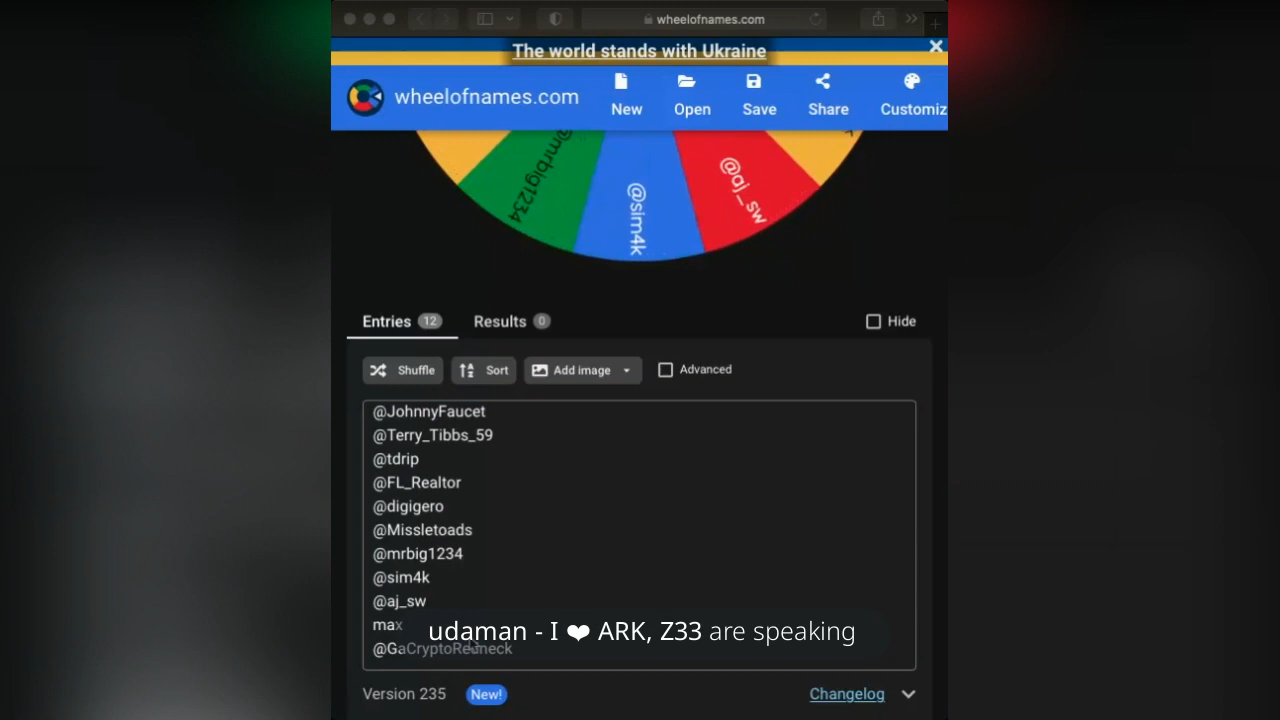 wheelofnames.com
The world stands with Ukraine
wheelofnames.com
New
Open
Save
Share
Customiz
@mrbig1234
@sim4k
@aj_sw
Entries 12
Results 0
Hide
Shuffle
Sort
Add image
Advanced
@JohnnyFaucet
@Terry_Tibbs_59
@tdrip
@FL_Realtor
@digigero
@Missletoads
@mrbig1234
@sim4k
@aj_sw
max
udaman - I ❤ ARK, Z33 are speaking
@GaCryptoRedneck
Version 235
New!
Changelog